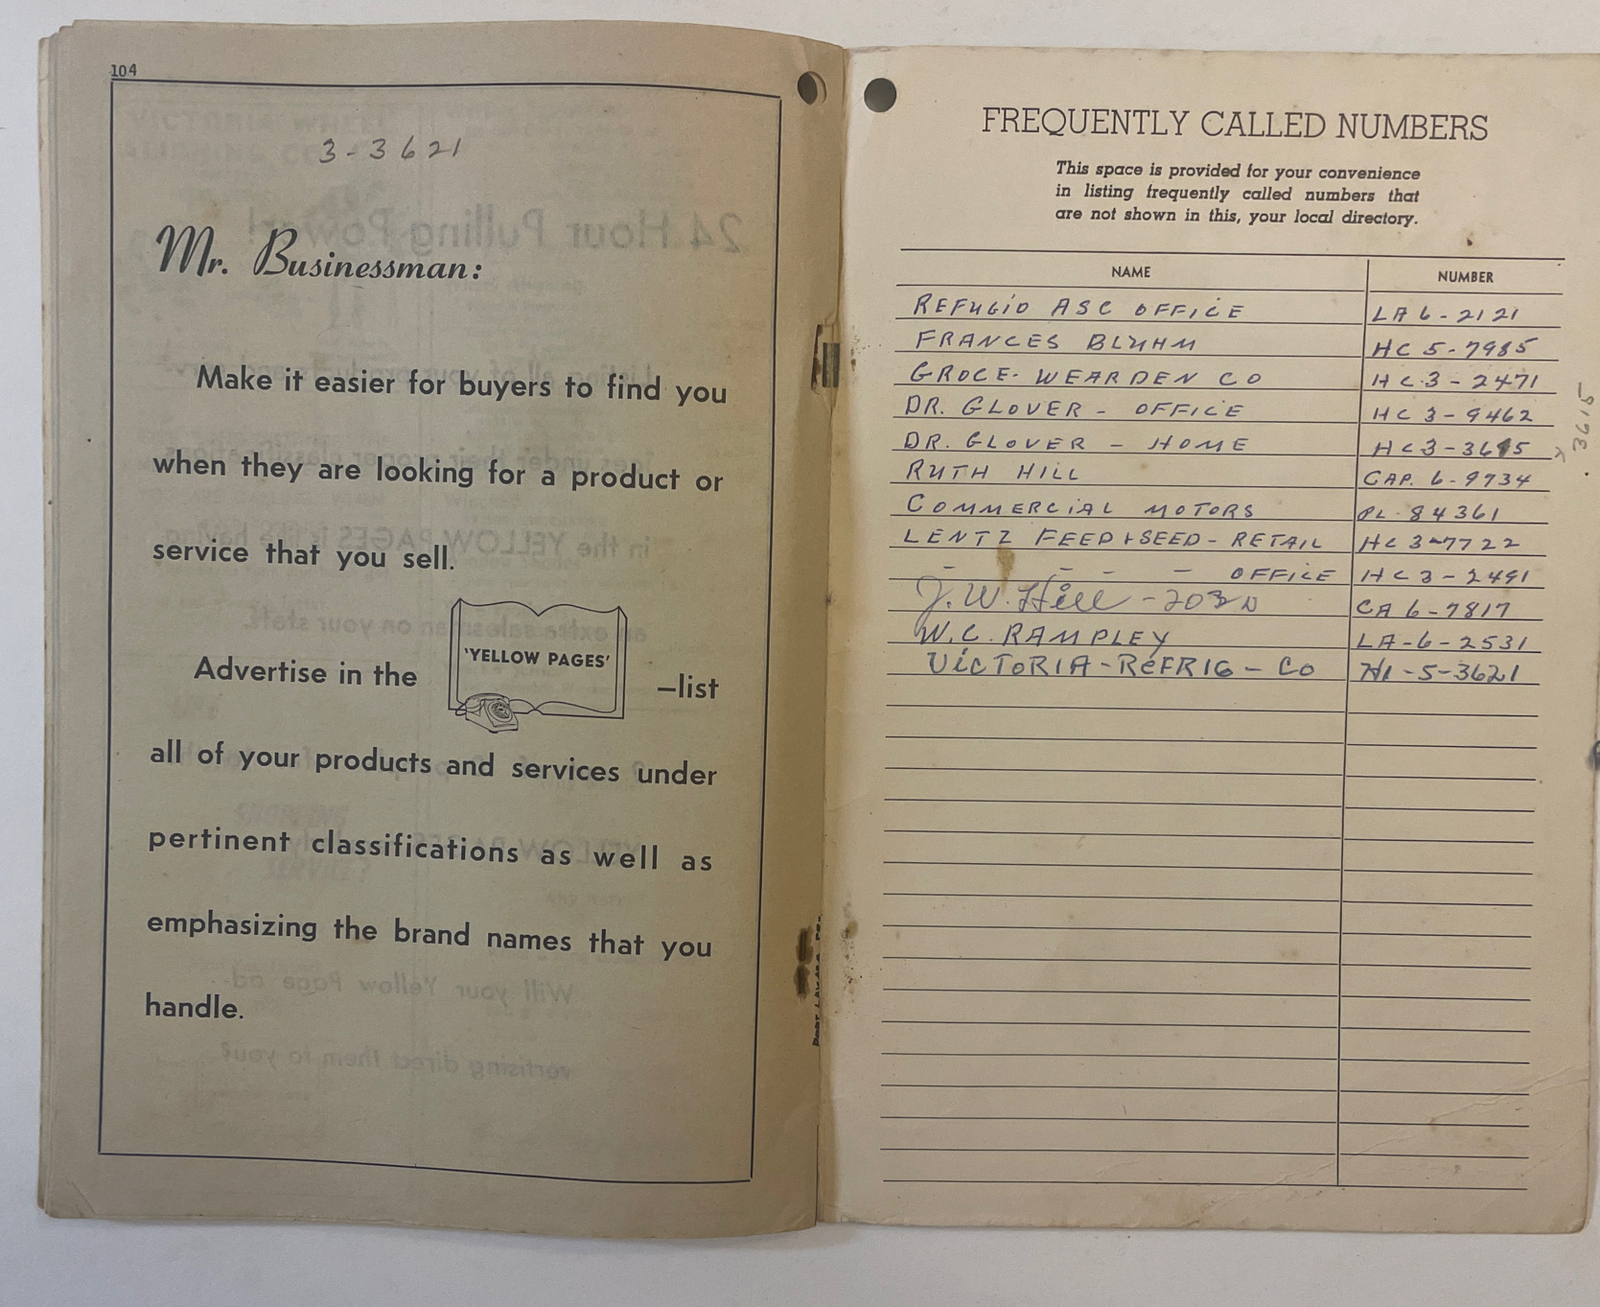 104
3-3621
Mr. Businessman:
Make it easier for buyers to find you
when they are looking for a product or
service that you sell.
Advertise in the 'YELLOW PAGES' —list
all of your products and services under
pertinent classifications as well as
emphasizing the brand names that you
handle.
FREQUENTLY CALLED NUMBERS
This space is provided for your convenience
in listing frequently called numbers that
are not shown in this, your local directory.
NAME NUMBER
REFUGIO ASC OFFICE LA 6-2121
FRANCES BLUHM HC 5-7985
GROCE-WEARDEN CO HC 3-2471
DR. GLOVER - OFFICE HC 3-9462
DR. GLOVER - HOME HC 3-3615
3615
RUTH HILL CAP. 6-9734
COMMERCIAL MOTORS PL. 84361
LENTZ FEED + SEED - RETAIL HC 3-7722
- - - - OFFICE HC 3-2491
J. W. Hill CA 6-7817
W.C. RAMPLEY LA-6-2531
VICTORIA-REFRIG-CO HI-5-3621